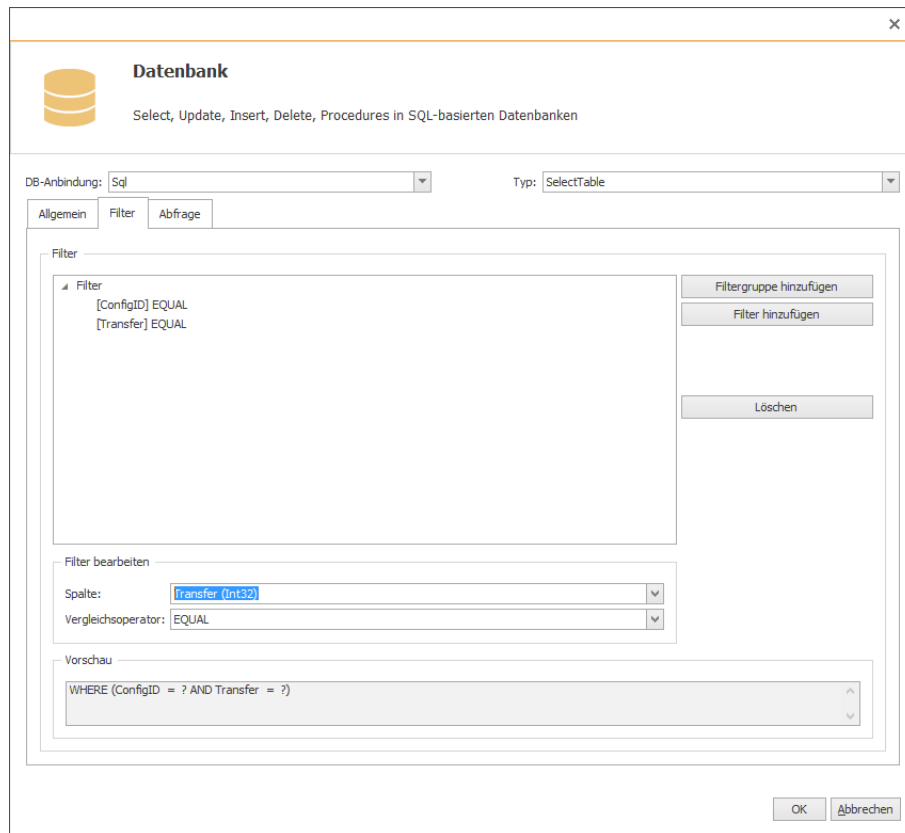 Datenbank
Select, Update, Insert, Delete, Procedures in SQL-basierten Datenbanken
DB-Anbindung: Sql Typ: SelectTable
Allgemein Filter Abfrage
Filter
Filter Filtergruppe hinzufügen
[ConfigID] EQUAL
[Transfer] EQUAL Filter hinzufügen
Löschen
Filter bearbeiten
Spalte: Transfer (Int32)
Vergleichsoperator: EQUAL
Vorschau
WHERE (ConfigID = ? AND Transfer = ?)
OK Abbrechen